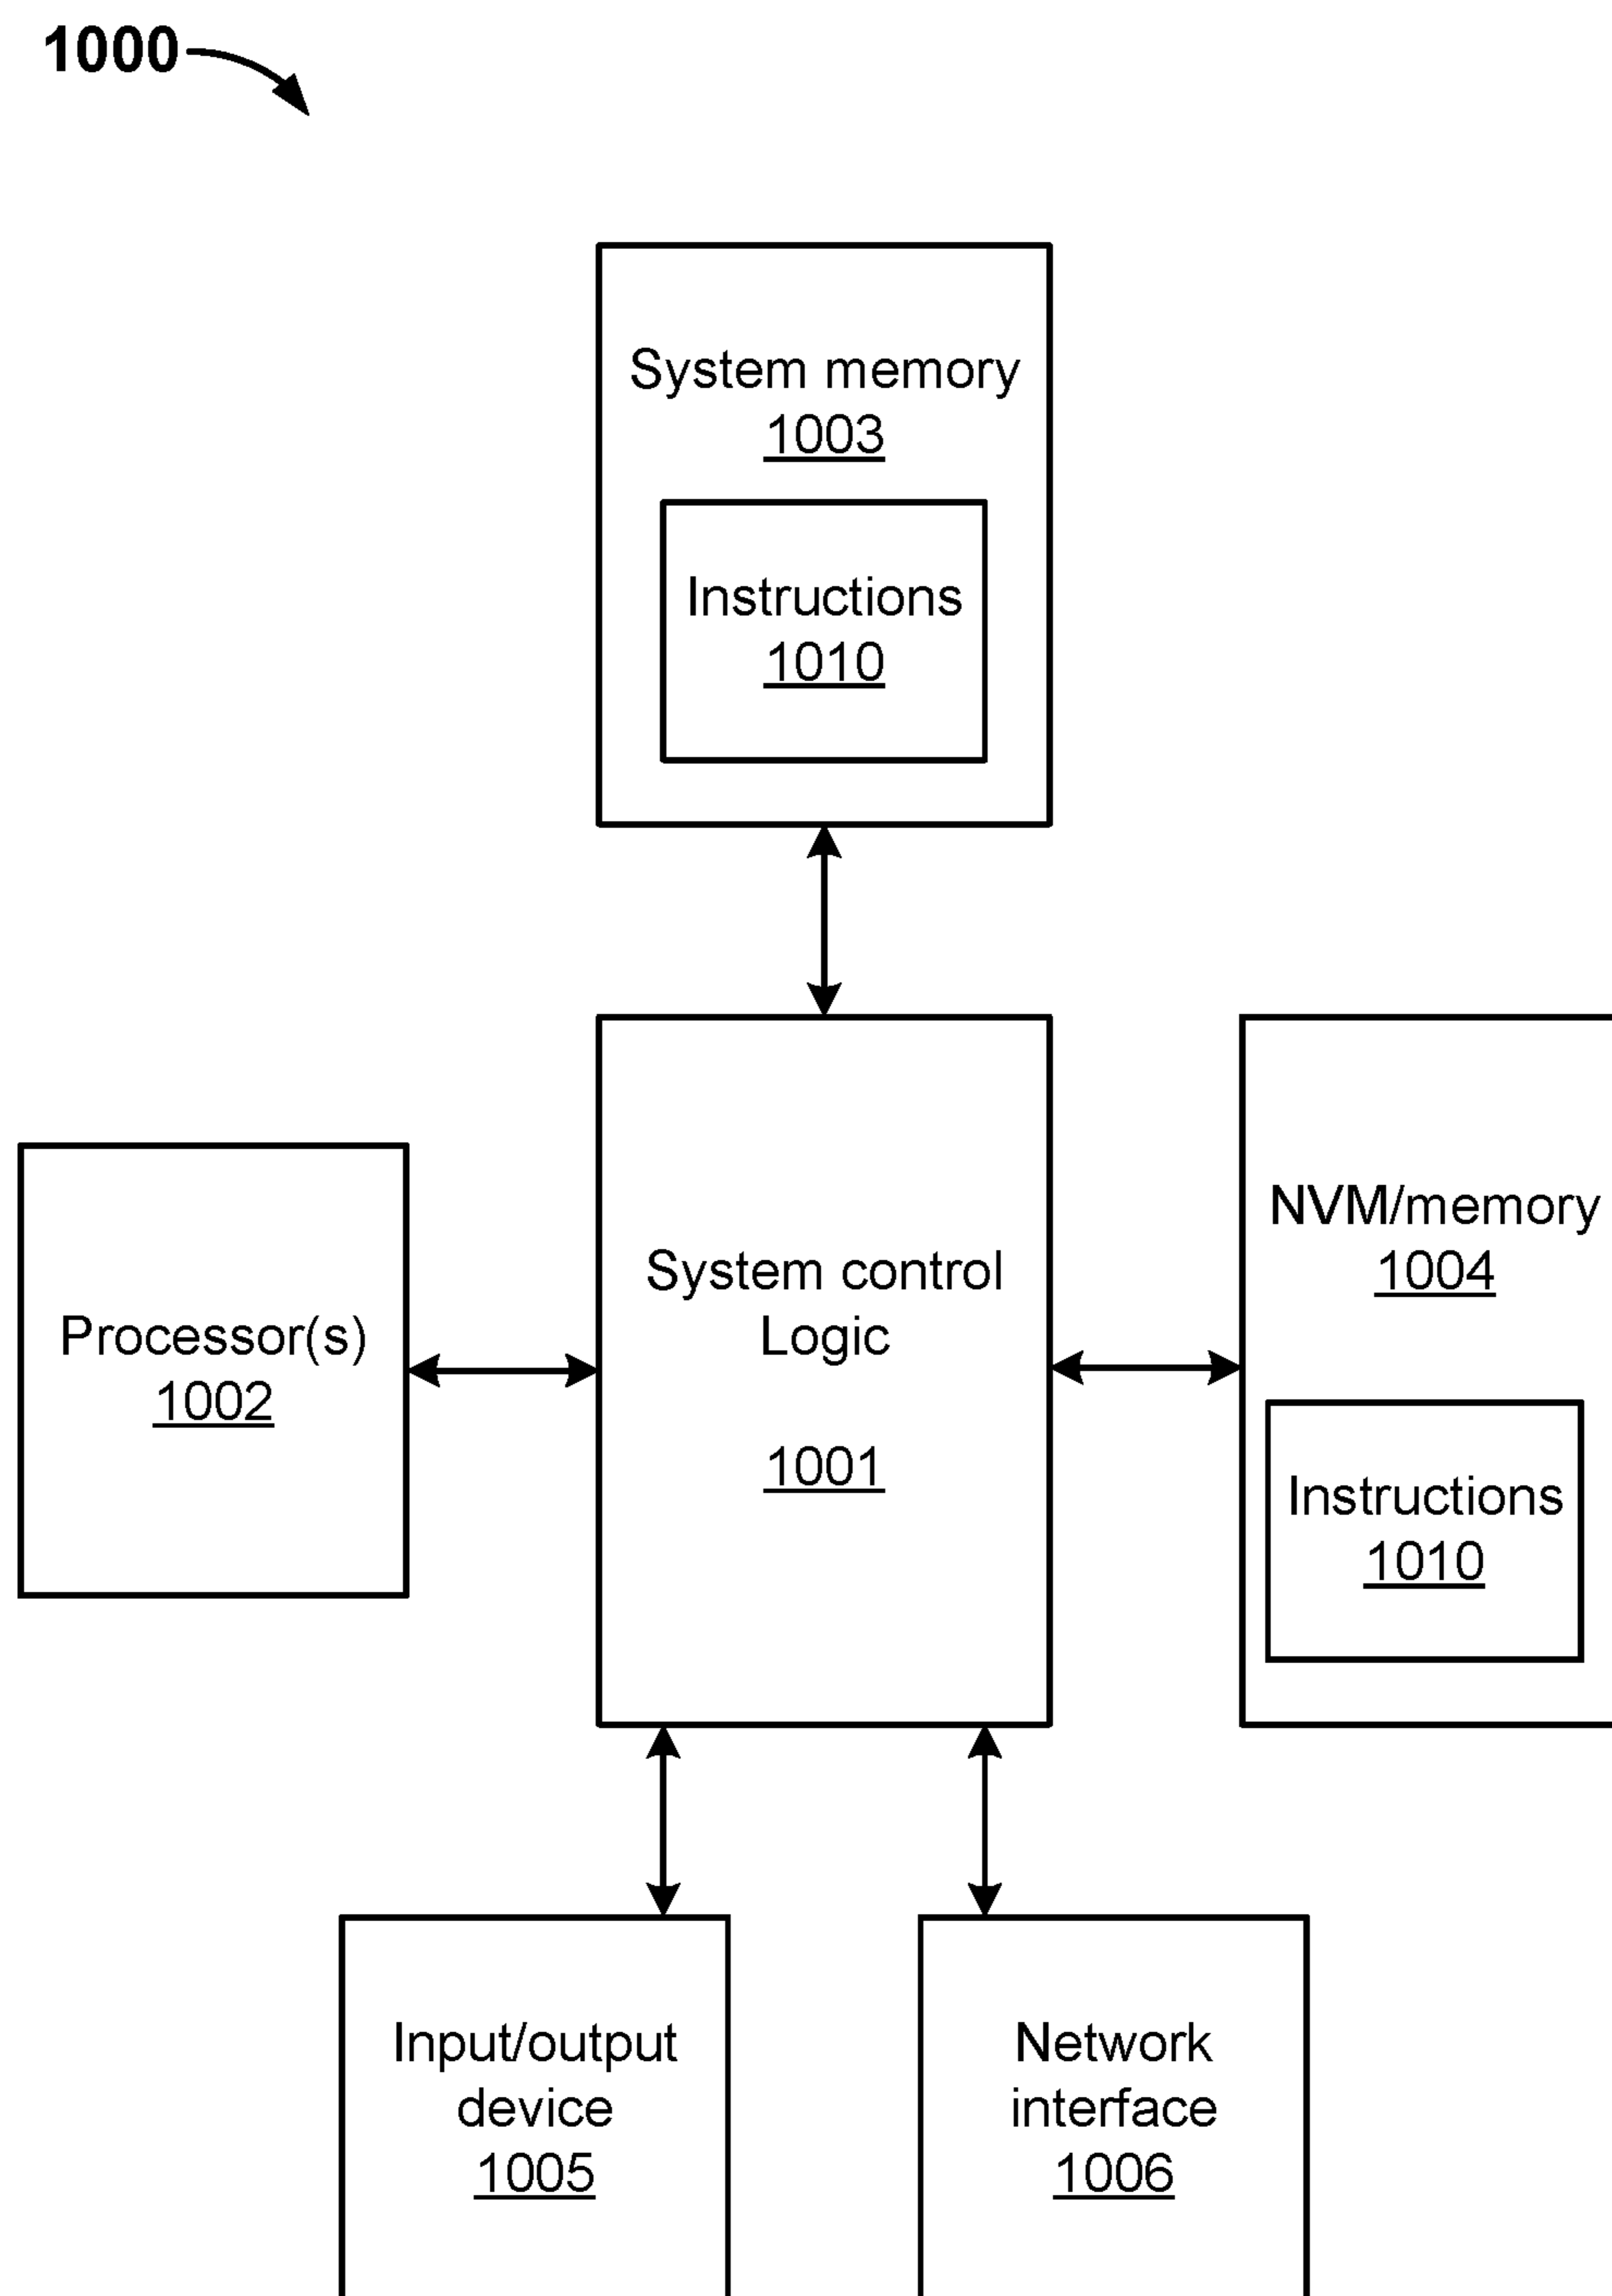 1000
System memory
1003
Instructions
1010
Processor(s)
1002
System control
Logic
1001
NVM/memory
1004
Instructions
1010
Input/output
device
1005
Network
interface
1006